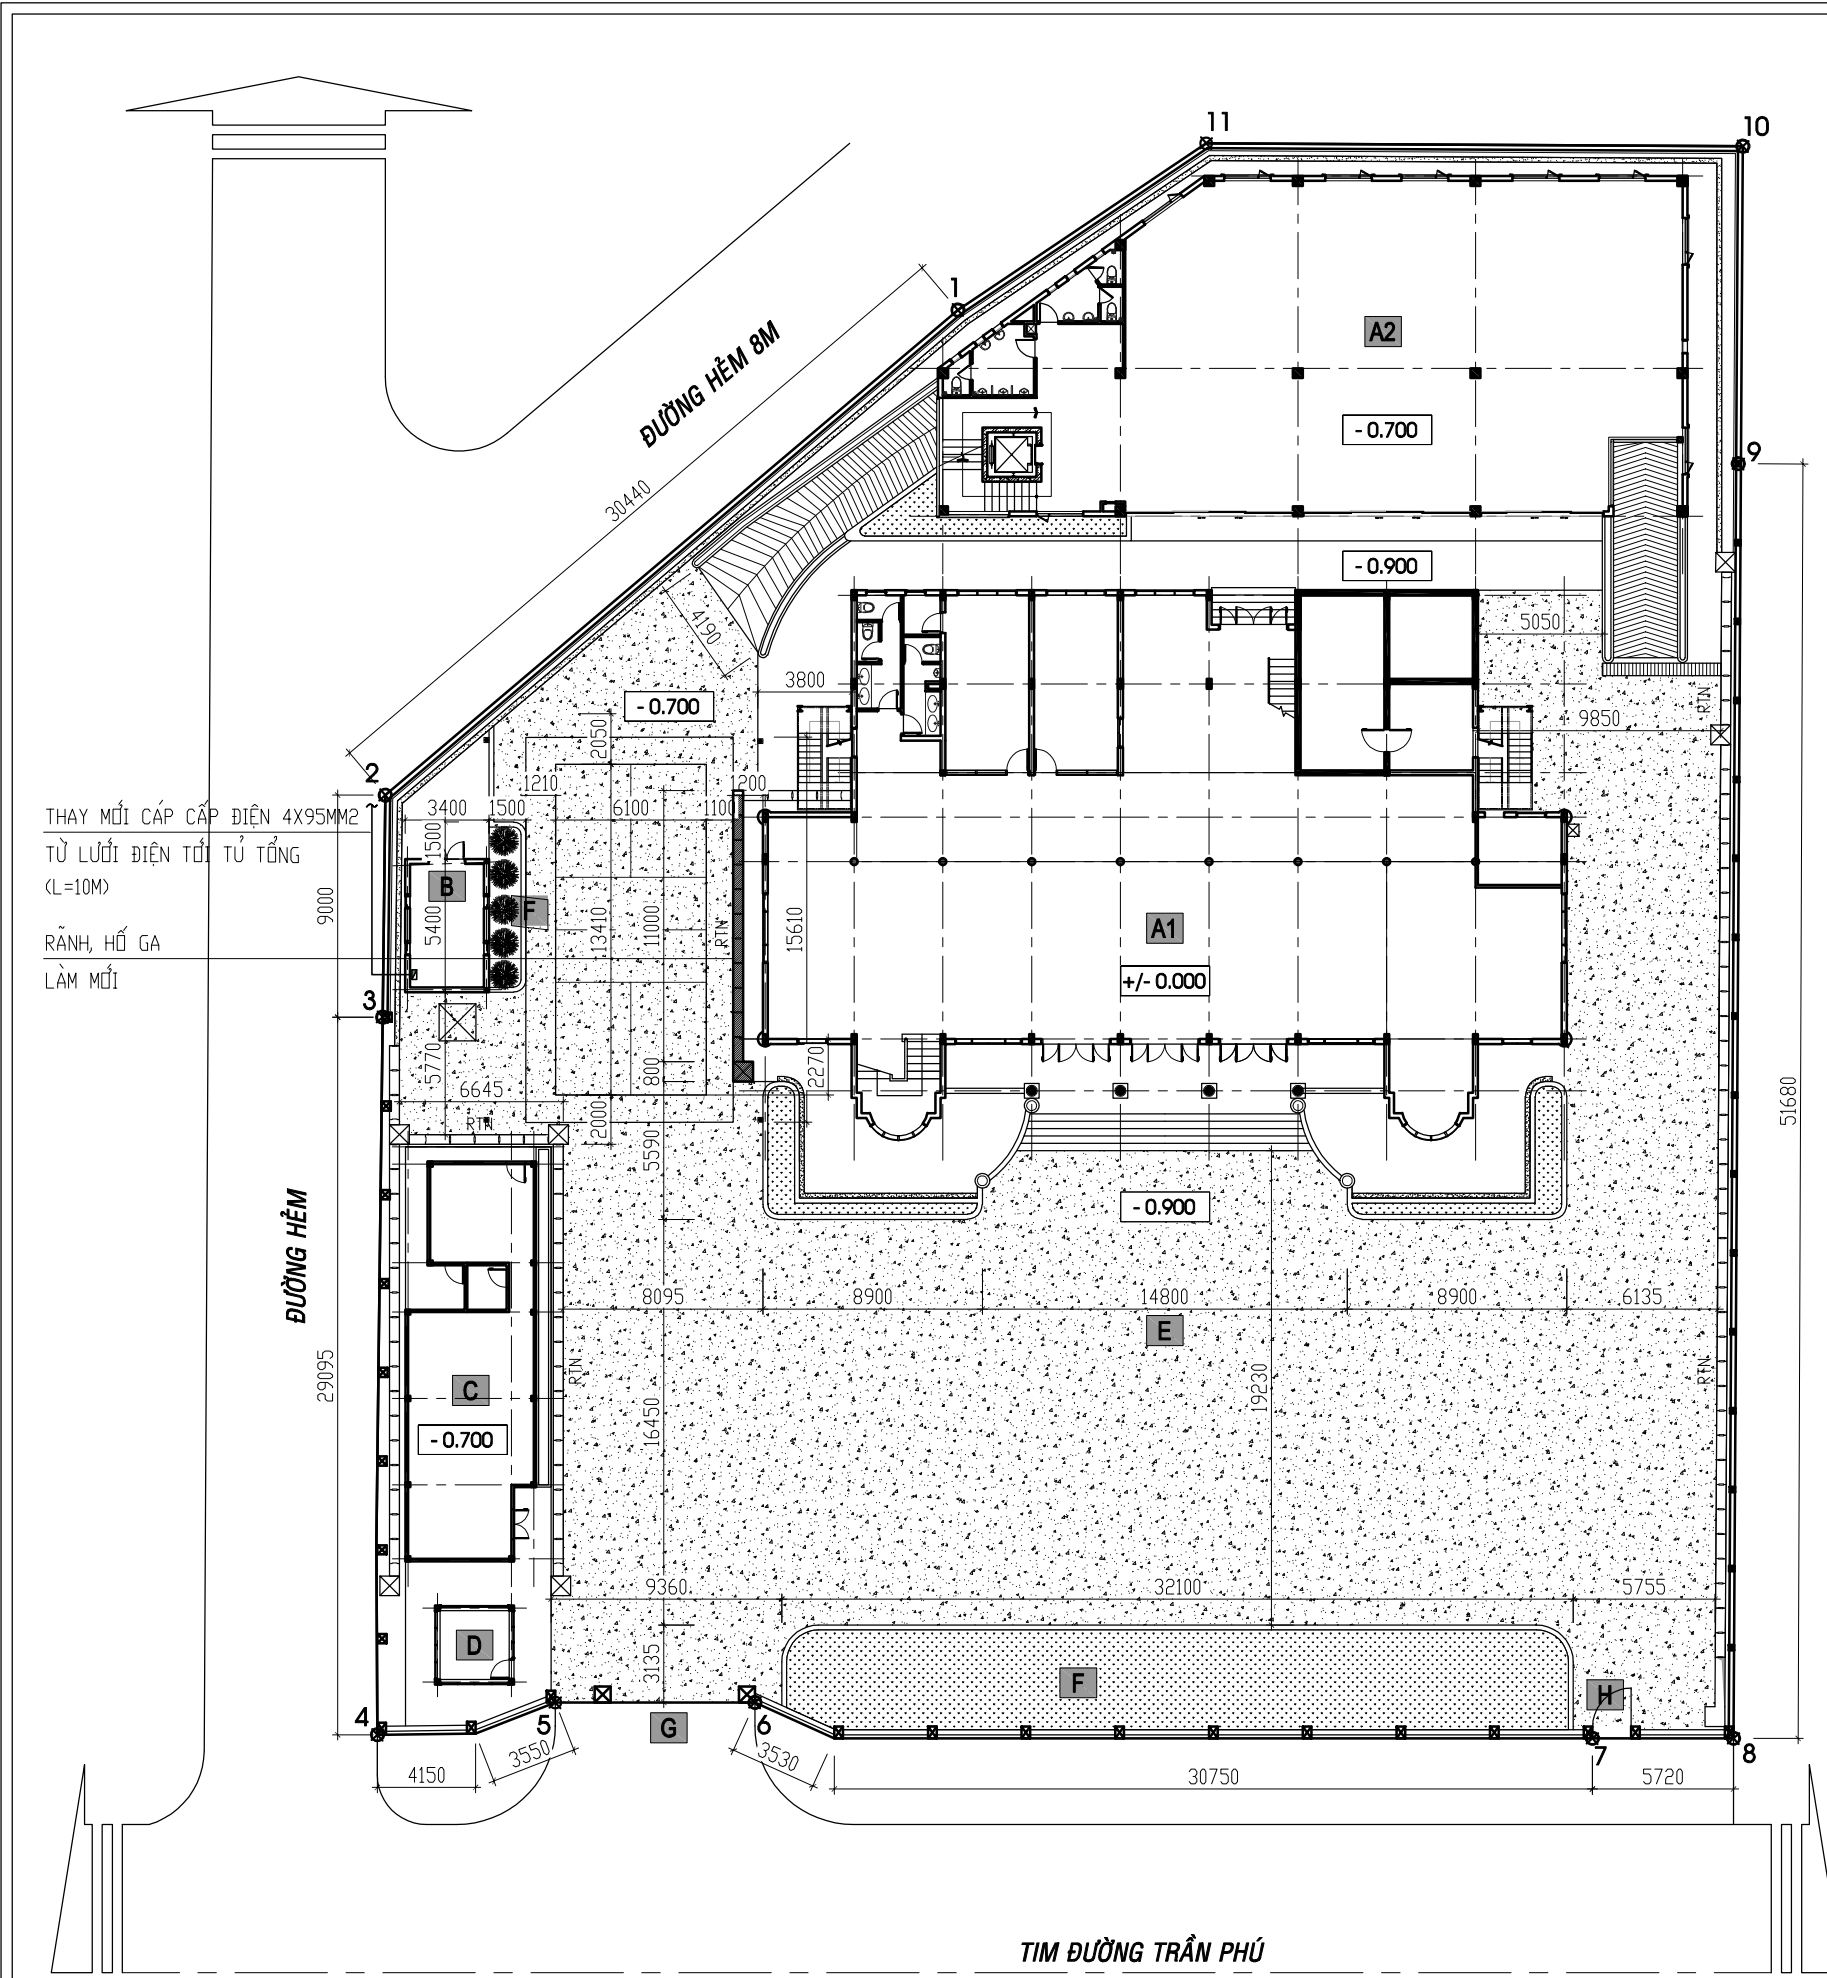 11
10
1
ĐƯỜNG HẺM 8M
A2
30440
- 0.700
9
- 0.900
4190
5050
3800
- 0.700
RTN
9850
2050
2
1210
1200
THAY MỚI CÁP CẤP ĐIỆN 4X95MM2
3400
1500
6100
1100
TỪ LƯỚI ĐIỆN TỚI TỦ TỔNG
1500
(L=10M)
B
9000
F
5400
13410
11000
RTN
15610
A1
RÃNH, HỐ GA
LÀM MỚI
+/- 0.000
3
5770
800
2270
6645
51680
RTN
2000
5590
ĐƯỜNG HẺM
- 0.900
8095
8900
14800
8900
6135
E
29095
RTN
RTN
C
16450
19230
- 0.700
9360
32100
5755
D
3135
F
H
4
5
G
6
7
8
3550
3530
4150
30750
5720
TIM ĐƯỜNG TRẦN PHÚ